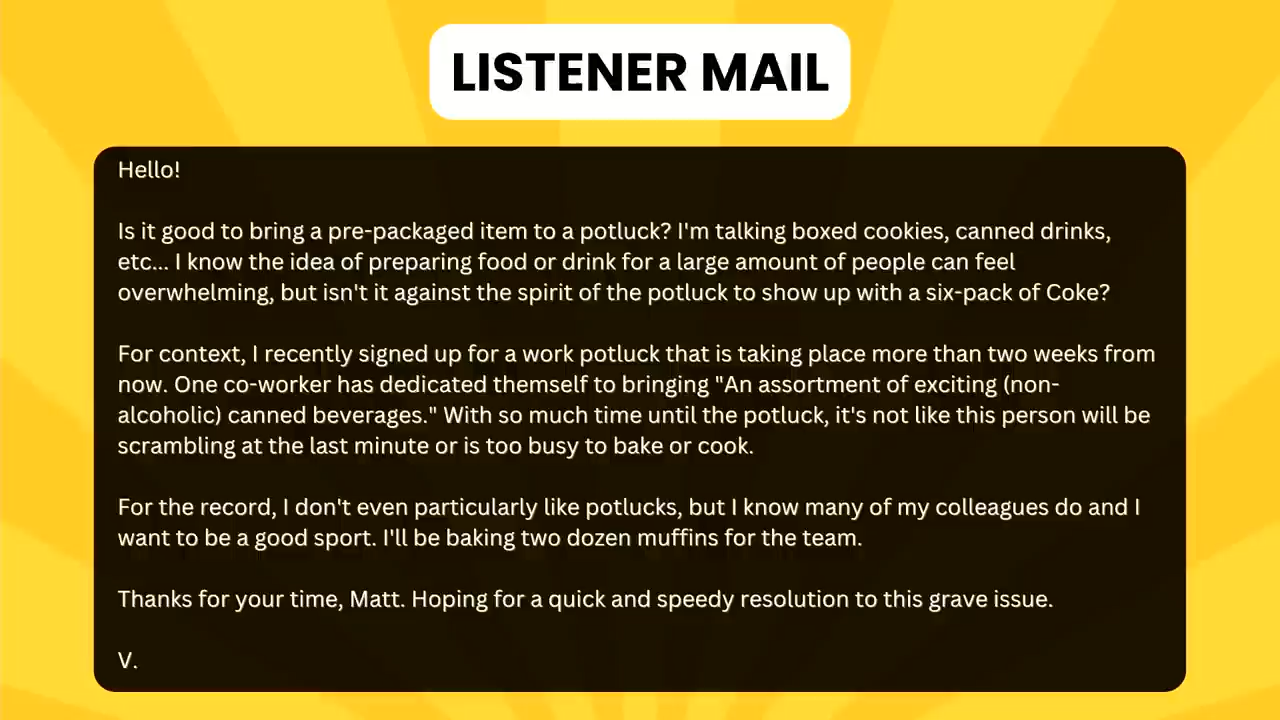 LISTENER MAIL
Hello!
Is it good to bring a pre-packaged item to a potluck? I'm talking boxed cookies, canned drinks,
etc... I know the idea of preparing food or drink for a large amount of people can feel
overwhelming, but isn't it against the spirit of the potluck to show up with a six-pack of Coke?
For context, I recently signed up for a work potluck that is taking place more than two weeks from
now. One co-worker has dedicated themself to bringing "An assortment of exciting (non-
alcoholic) canned beverages." With so much time until the potluck, it's not like this person will be
scrambling at the last minute or is too busy to bake or cook.
For the record, I don't even particularly like potlucks, but I know many of my colleagues do and I
want to be a good sport. I'll be baking two dozen muffins for the team.
Thanks for your time, Matt. Hoping for a quick and speedy resolution to this grave issue.
V.